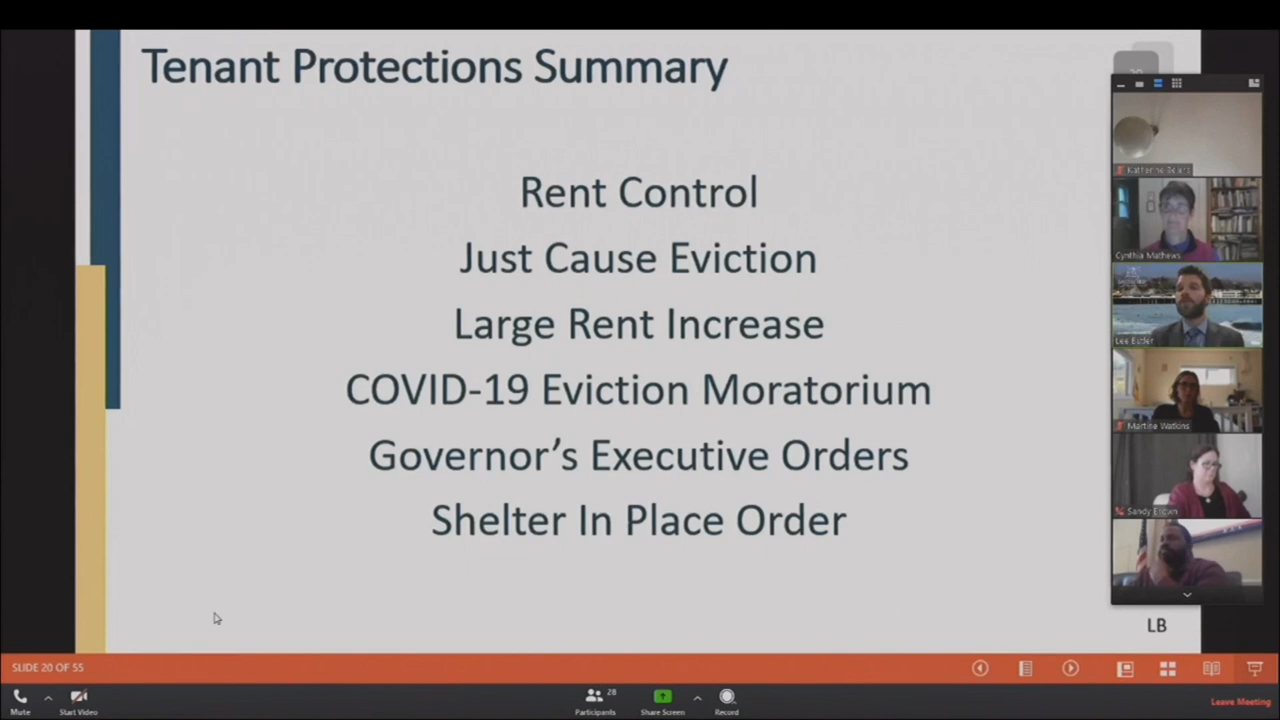 Tenant Protections Summary
Rent Control
Just Cause Eviction
Large Rent Increase
COVID-19 Eviction Moratorium
Governor’s Executive Orders
Shelter In Place Order
LB
Cynthia Mathews
Lee Butler
Martine Watkins
Sandy Brown
SLIDE 20 OF 55
Mute
Start Video
28
Participants
Share Screen
Record
Leave Meeting